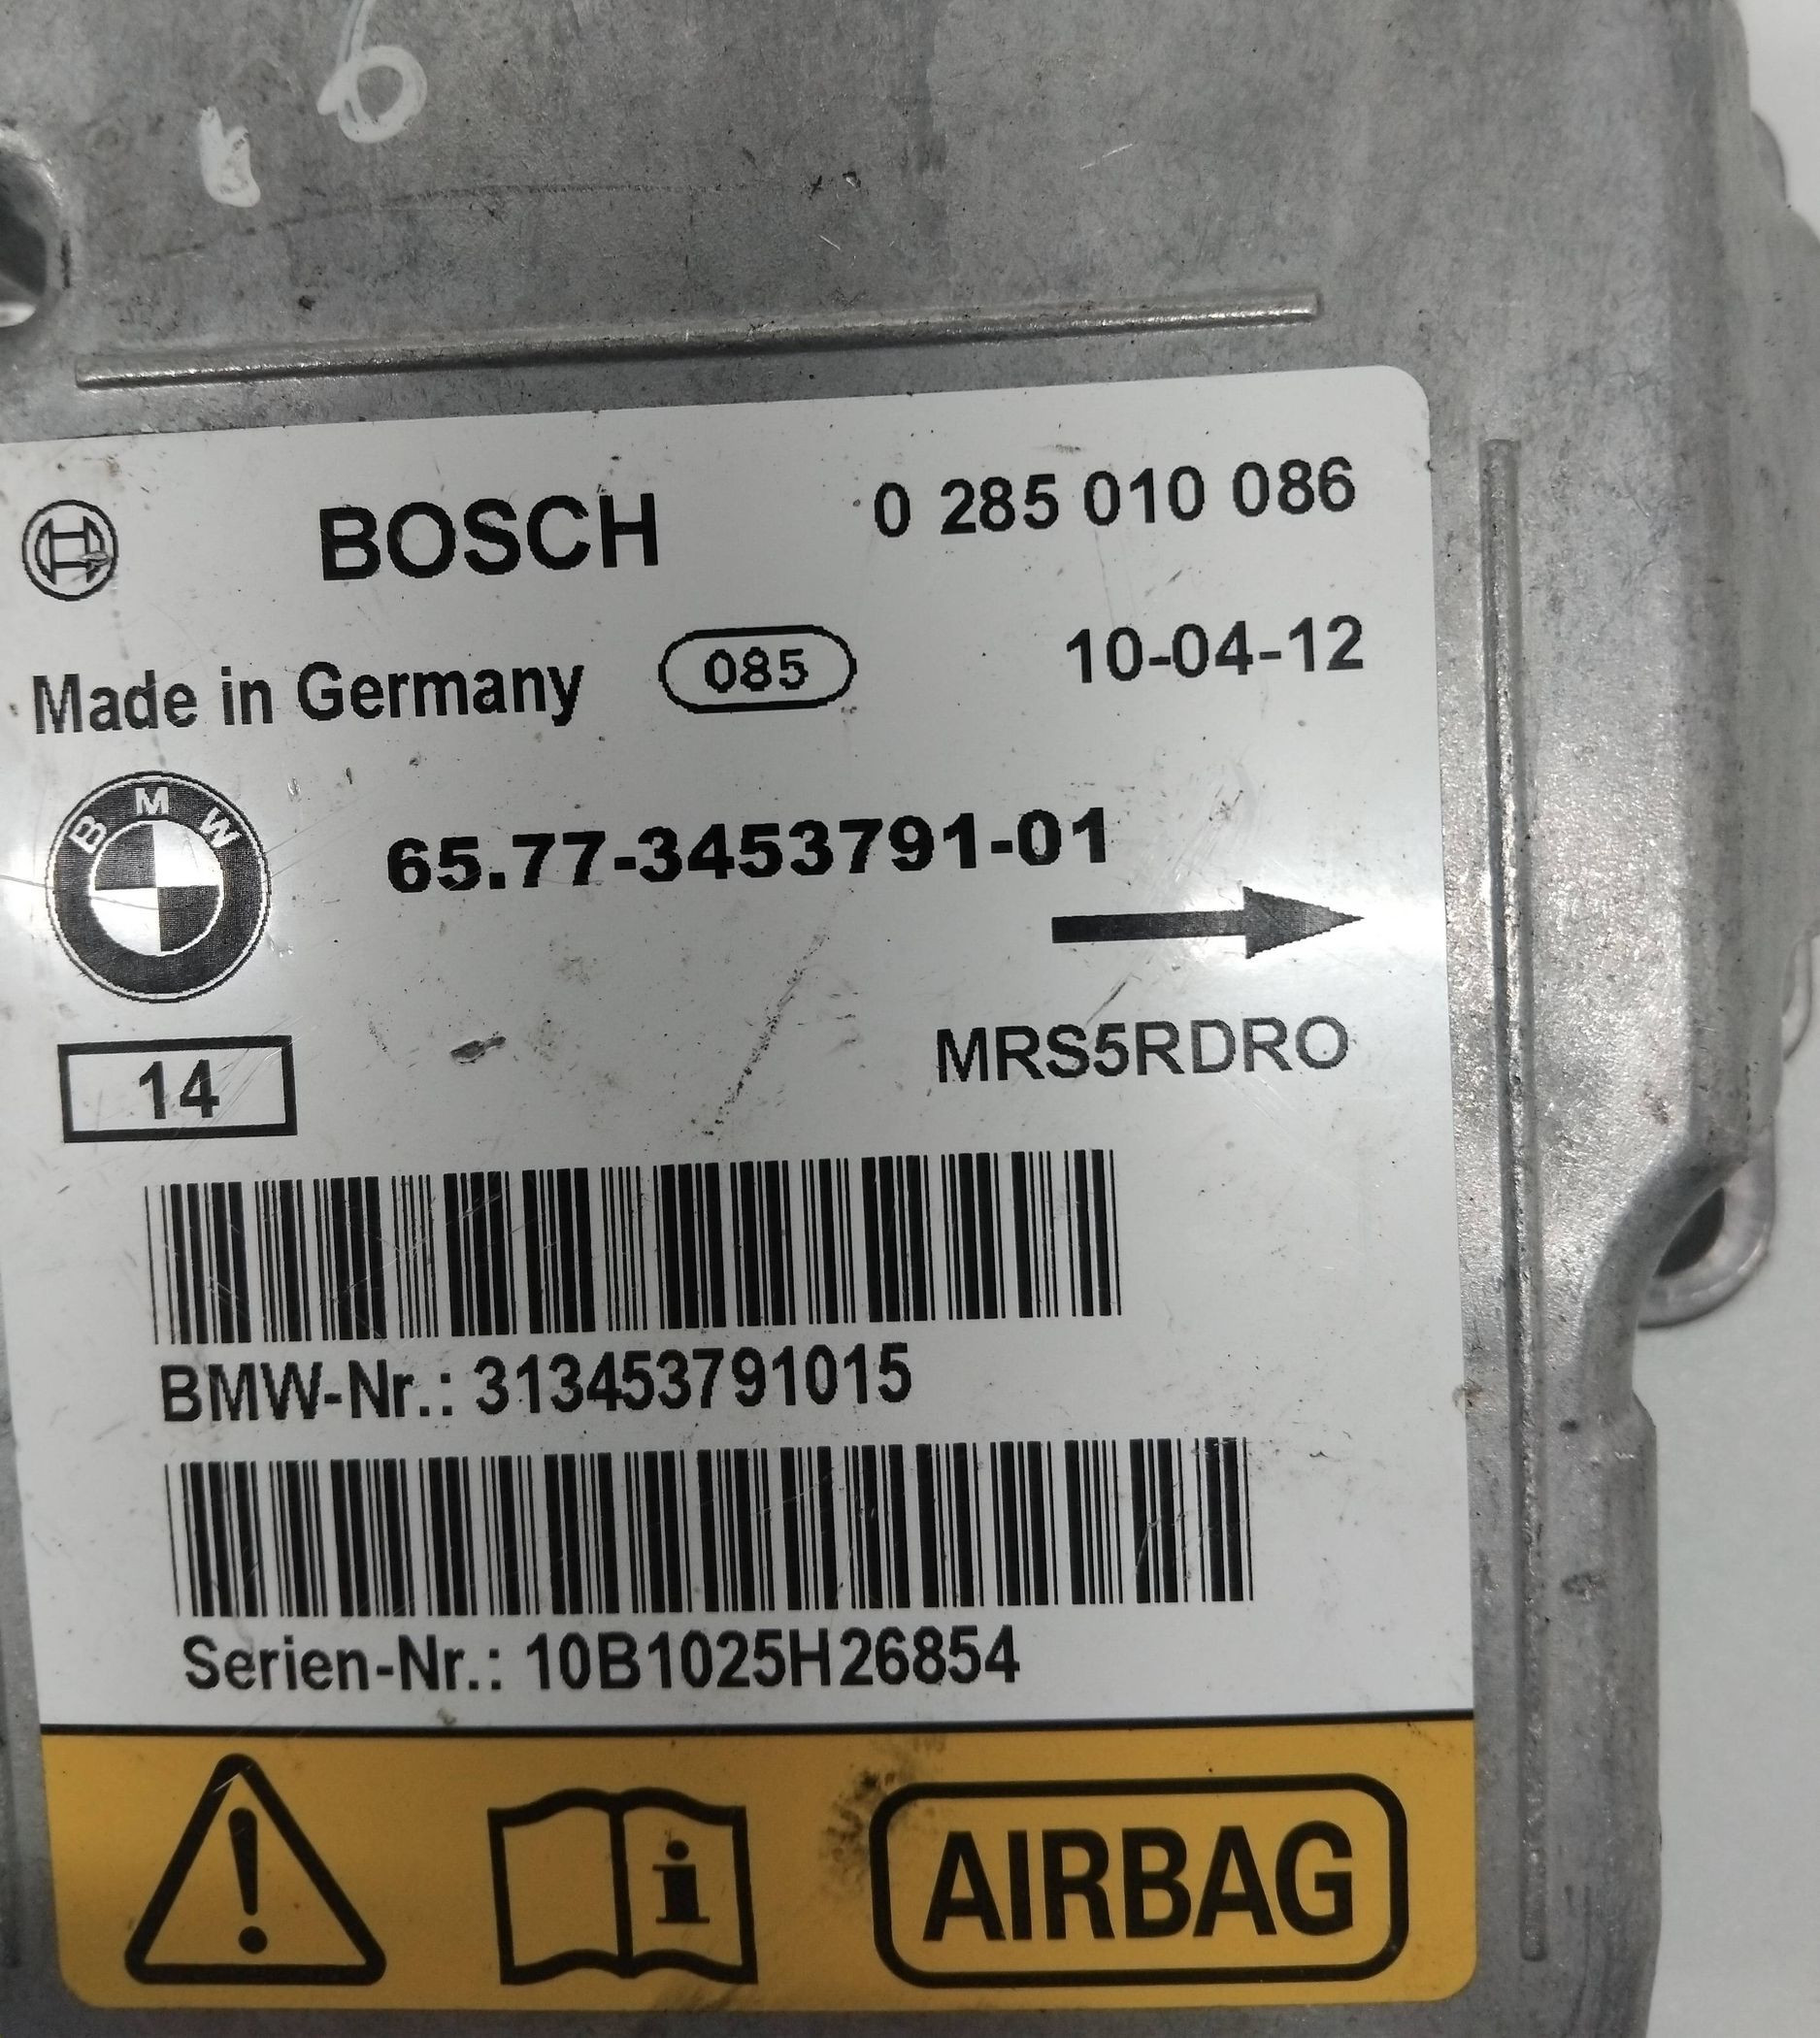 6
BOSCH 0 285 010 086
Made in Germany 085 10-04-12
BMW 65.77-3453791-01
14 MRS5RDRO
BMW-Nr.: 313453791015
Serien-Nr.: 10B1025H26854
AIRBAG